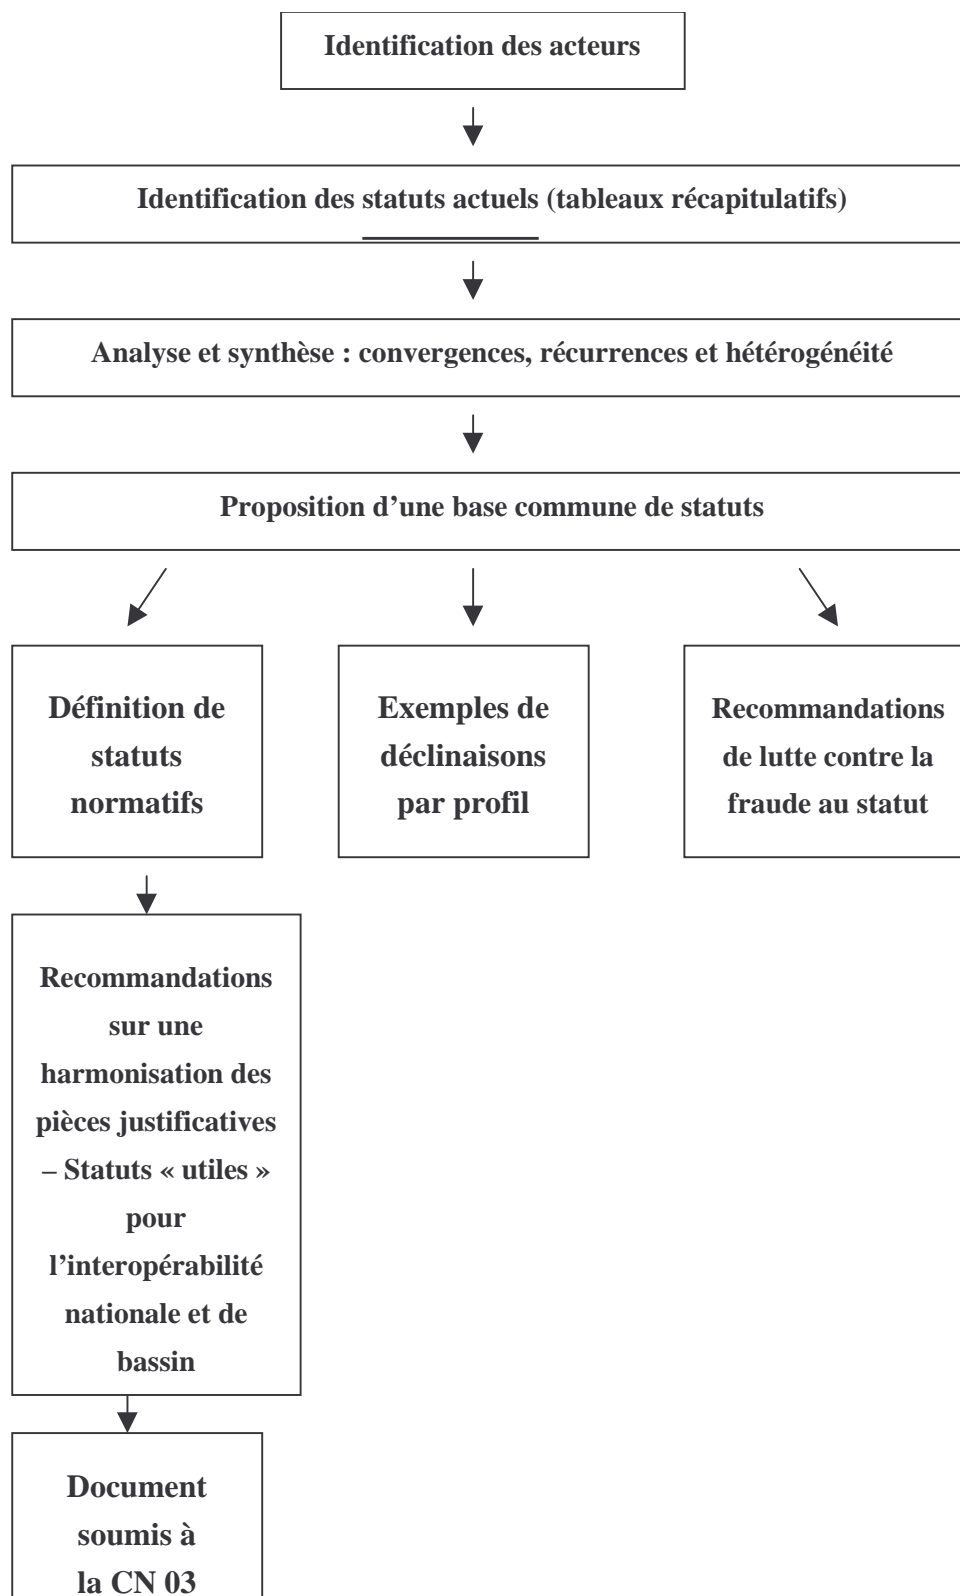 Identification des acteurs
Identification des statuts actuels (tableaux récapitulatifs)
Analyse et synthèse : convergences, récurrences et hétérogénéité
Proposition d’une base commune de statuts
Définition de
statuts
normatifs
Exemples de
déclinaisons
par profil
Recommandations
de lutte contre la
fraude au statut
Recommandations
sur une
harmonisation des
pièces justificatives
– Statuts « utiles »
pour
l’interopérabilité
nationale et de
bassin
Document
soumis à
la CN 03